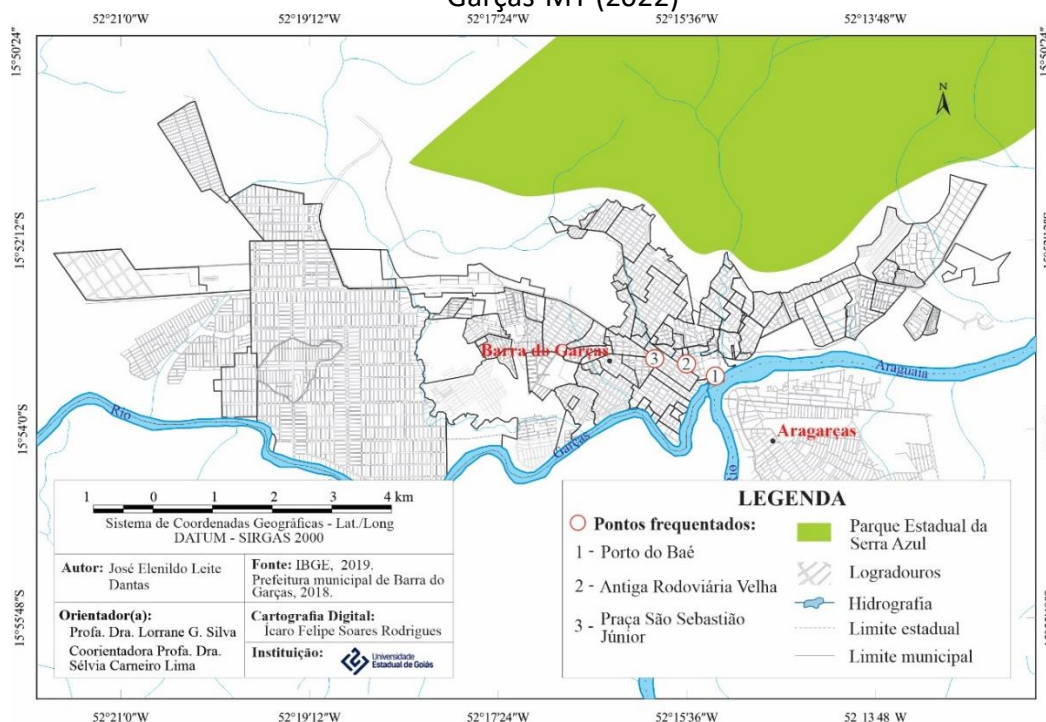 Garças-MT (2022)
52°21'0"W 52°19'12"W 52°17'24"W 52°15'36"W 52°13'48"W
15°50'24"
15°50'24"
N
15°52'12"S
Barra do Garças
3
2
1
Araguaia
Aragarças
15°54'0"S
Rio
Garças
Rio
1 0 1 2 3 4 km
Sistema de Coordenadas Geográficas - Lat./Long
DATUM - SIRGAS 2000
Autor: José Elenildo Leite
Dantas
Fonte: IBGE, 2019.
Prefeitura municipal de Barra do
Garças, 2018.
Orientador(a):
Profa. Dra. Lorrane G. Silva
Coorientadora Profa. Dra.
Sélvia Carneiro Lima
Cartografia Digital:
Ícaro Felipe Soares Rodrigues
Instituição:
Universidade
Estadual de Goiás
LEGENDA
Pontos frequentados:
1 - Porto do Baé
2 - Antiga Rodoviária Velha
3 - Praça São Sebastião
Júnior
Parque Estadual da
Serra Azul
Logradouros
Hidrografia
Limite estadual
Limite municipal
15°55'48"S
52°21'0"W 52°19'12"W 52°17'24"W 52°15'36"W 52°13'48"W